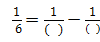 1/6 = 1/( ) − 1/( )